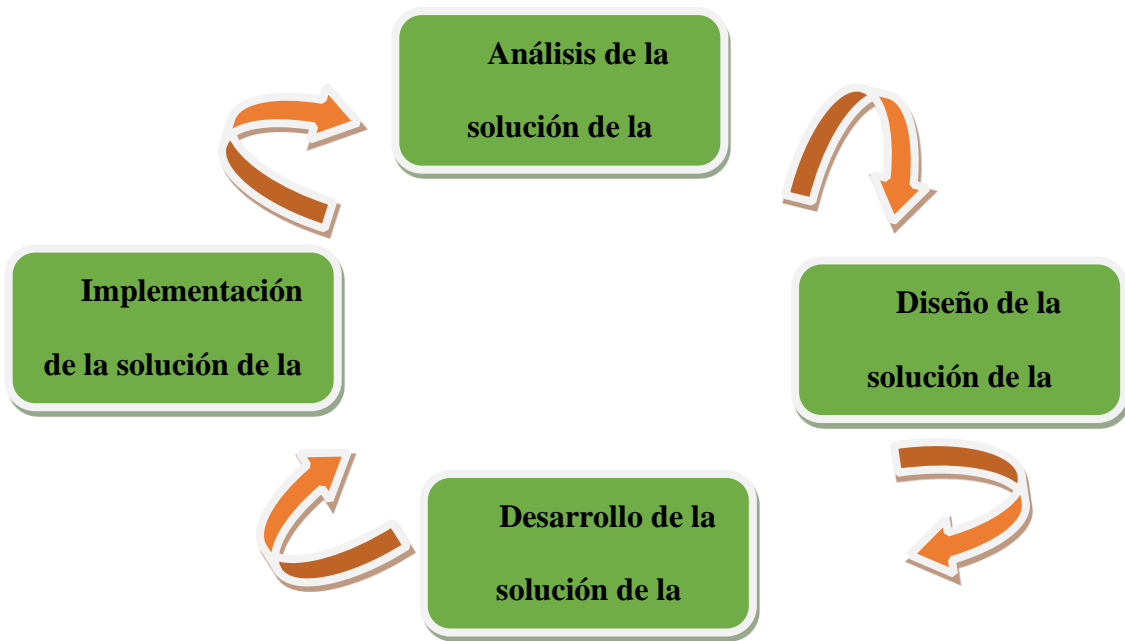 Análisis de la
solución de la
Diseño de la
solución de la
Desarrollo de la
solución de la
Implementación
de la solución de la